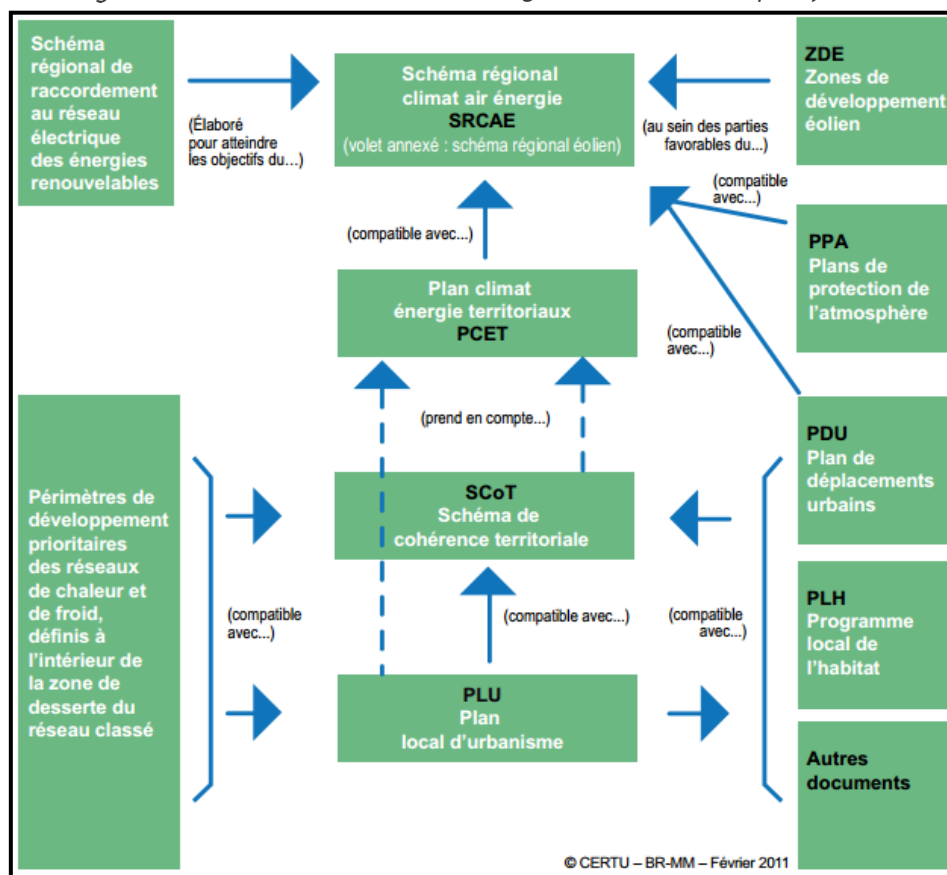 Schéma
régional de
raccordement
au réseau
électrique
des énergies
renouvelables
(Élaboré
pour atteindre
les objectifs du...)
Schéma régional
climat air énergie
SRCAE
(volet annexé : schéma régional éolien)
(au sein des parties
favorables du...)
ZDE
Zones de
développement
éolien
(compatible
avec...)
PPA
Plans de
protection de
l'atmosphère
(compatible avec...)
Plan climat
énergie territoriaux
PCET
(compatible
avec...)
(prend en compte...)
Périmètres de
développement
prioritaires
des réseaux
de chaleur et
de froid,
définis à
l'intérieur de
la zone de
desserte du
réseau classé
(compatible
avec...)
SCoT
Schéma de
cohérence territoriale
(compatible avec...)
(compatible
avec...)
PLU
Plan
local d'urbanisme
PDU
Plan de
déplacements
urbains
PLH
Programme
local de
l'habitat
Autres
documents
© CERTU – BR-MM – Février 2011